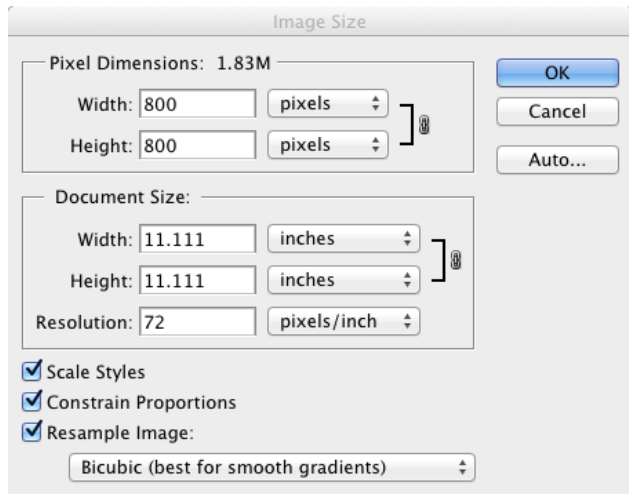 Image Size
Pixel Dimensions: 1.83M
Width: 800 pixels
Height: 800 pixels
OK
Cancel
Auto...
Document Size:
Width: 11.111 inches
Height: 11.111 inches
Resolution: 72 pixels/inch
Scale Styles
Constrain Proportions
Resample Image:
Bicubic (best for smooth gradients)